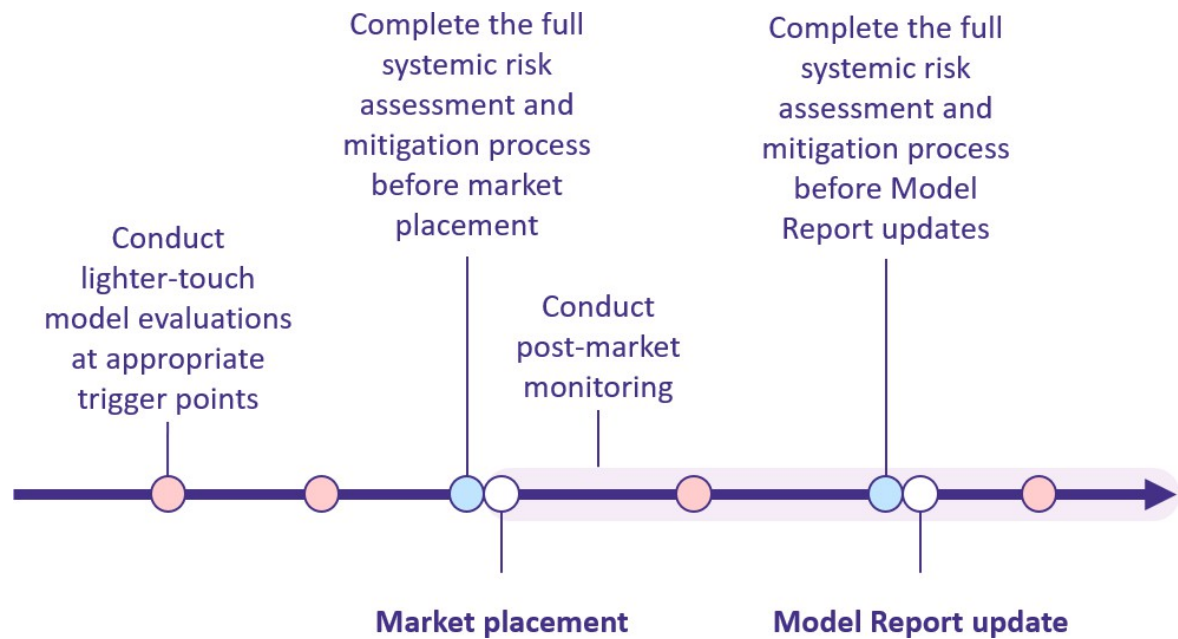 Conduct
lighter-touch
model evaluations
at appropriate
trigger points
Complete the full
systemic risk
assessment and
mitigation process
before market
placement
Conduct
post-market
monitoring
Complete the full
systemic risk
assessment and
mitigation process
before Model
Report updates
Market placement
Model Report update